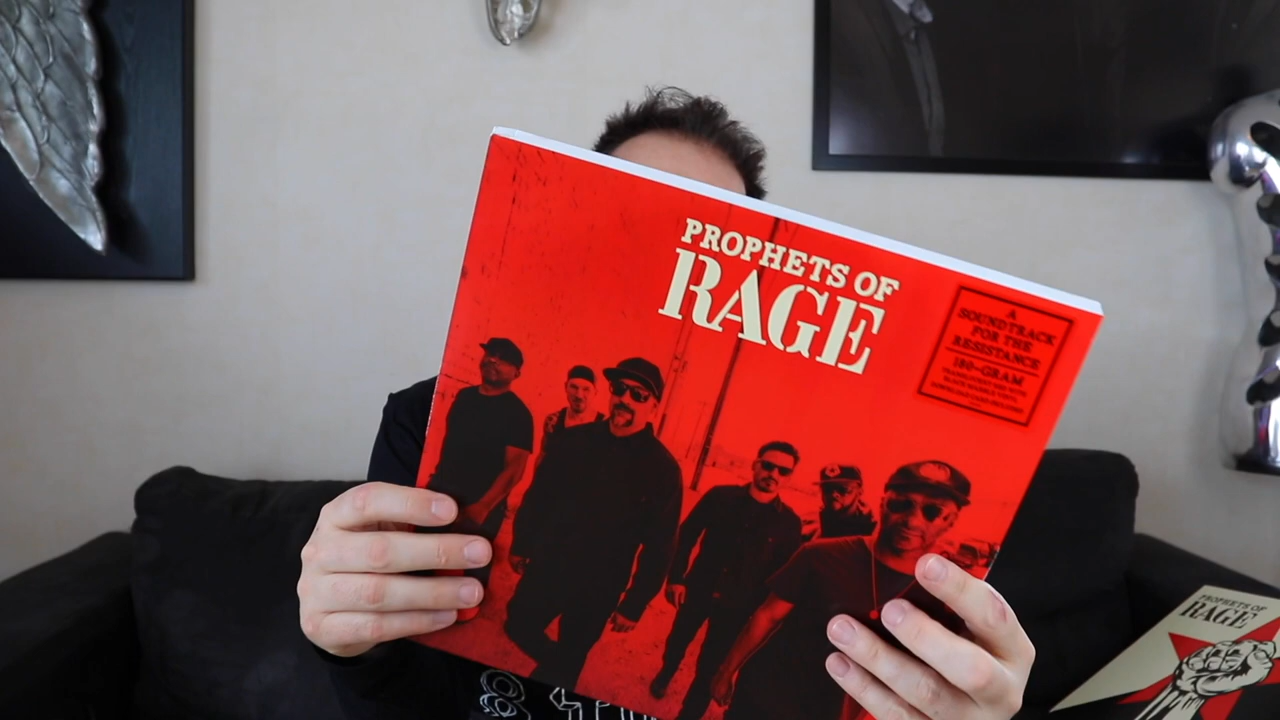 PROPHETS OF
RAGE
A
SOUNDTRACK
FOR THE
RESISTANCE
180-GRAM
PROPHETS OF
RAGE